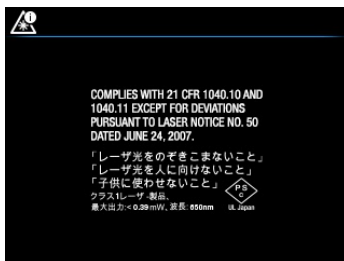 COMPLIES WITH 21 CFR 1040.10 AND
1040.11 EXCEPT FOR DEVIATIONS
PURSUANT TO LASER NOTICE NO. 50
DATED JUNE 24, 2007.
「レーザ光をのぞきこまないこと」
「レーザ光を人に向けないこと」
「子供に使わせないこと」
クラス1レーザ-製品、
最大出力:< 0.39mW、波長: 650nm
PS
C
UL Japan